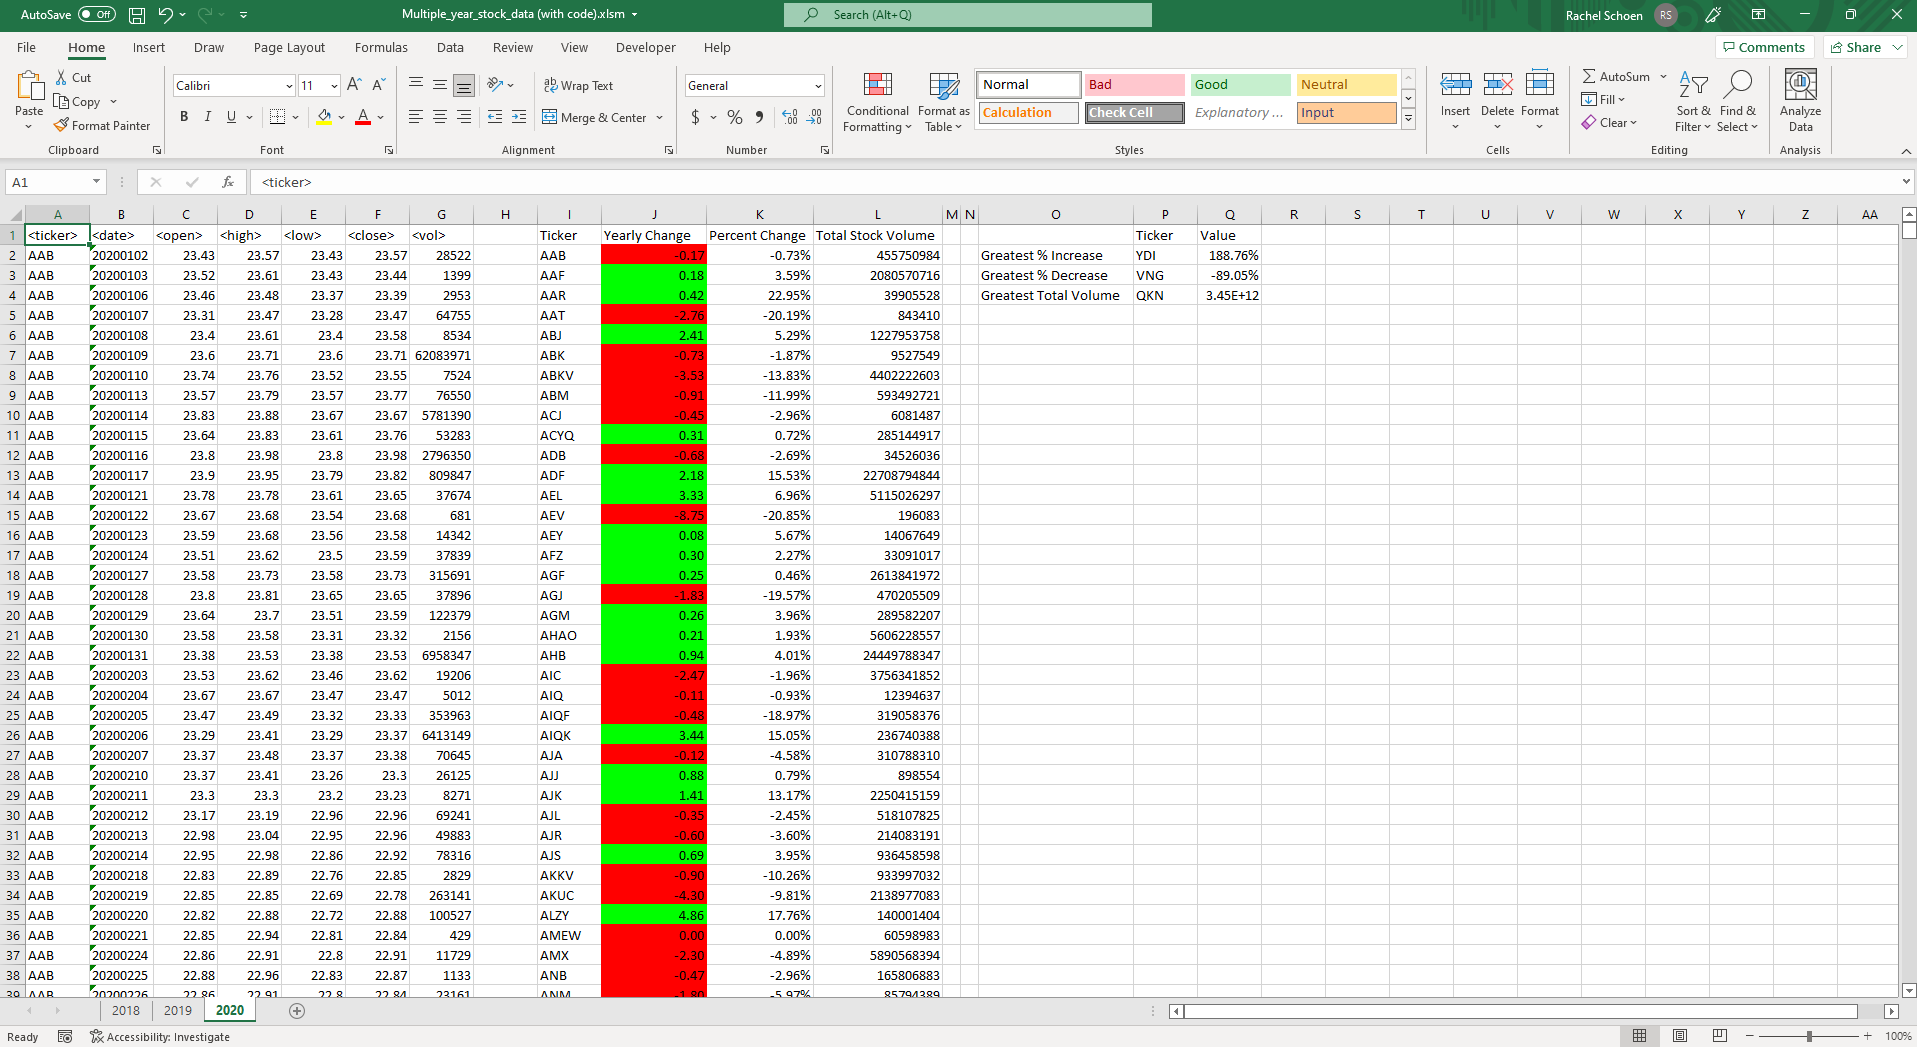 AutoSave Off Multiple_year_stock_data (with code).xlsm Search (Alt+Q) Rachel Schoen RS
File Home Insert Draw Page Layout Formulas Data Review View Developer Help Comments Share
Paste Cut Copy Format Painter Clipboard
Calibri 11 B I U A Font
Wrap Text Merge & Center Alignment
General $ % Number
Conditional Formatting Format as Table
Normal Bad Good Neutral
Calculation Check Cell Explanatory ... Input
Styles
Insert Delete Format Cells
AutoSum Fill Clear Sort & Filter Find & Select Editing
Analyze Data Analysis
A1 fx <ticker>
A B C D E F G H I J K L M N O P Q R S T U V W X Y Z AA
1 <ticker> <date> <open> <high> <low> <close> <vol> Ticker Yearly Change Percent Change Total Stock Volume Ticker Value
2 AAB 20200102 23.43 23.57 23.43 23.57 28522 AAB -0.17 -0.73% 455750984 Greatest % Increase YDI 188.76%
3 AAB 20200103 23.52 23.61 23.43 23.44 1399 AAF 0.18 3.59% 2080570716 Greatest % Decrease VNG -89.05%
4 AAB 20200106 23.46 23.48 23.37 23.39 2953 AAR 0.42 22.95% 39905528 Greatest Total Volume QKN 3.45E+12
5 AAB 20200107 23.31 23.47 23.28 23.47 64755 AAT -2.76 -20.19% 843410
6 AAB 20200108 23.4 23.61 23.4 23.58 8534 ABJ 2.41 5.29% 1227953758
7 AAB 20200109 23.6 23.71 23.6 23.71 62083971 ABK -0.73 -1.87% 9527549
8 AAB 20200110 23.74 23.76 23.52 23.55 7524 ABKV -3.53 -13.83% 4402222603
9 AAB 20200113 23.57 23.79 23.57 23.77 76550 ABM -0.91 -11.99% 593492721
10 AAB 20200114 23.83 23.88 23.67 23.67 5781390 ACJ -0.45 -2.96% 6081487
11 AAB 20200115 23.64 23.83 23.61 23.76 53283 ACYQ 0.31 0.72% 285144917
12 AAB 20200116 23.8 23.98 23.8 23.98 2796350 ADB -0.68 -2.69% 34526036
13 AAB 20200117 23.9 23.95 23.79 23.82 809847 ADF 2.18 15.53% 22708794844
14 AAB 20200121 23.78 23.78 23.61 23.65 37674 AEL 3.33 6.96% 5115026297
15 AAB 20200122 23.67 23.68 23.54 23.68 681 AEV -8.75 -20.85% 196083
16 AAB 20200123 23.59 23.68 23.56 23.58 14342 AEY 0.08 5.67% 14067649
17 AAB 20200124 23.51 23.62 23.5 23.59 37839 AFZ 0.30 2.27% 33091017
18 AAB 20200127 23.58 23.73 23.58 23.73 315691 AGF 0.25 0.46% 2613841972
19 AAB 20200128 23.8 23.81 23.65 23.65 37896 AGJ -1.83 -19.57% 470205509
20 AAB 20200129 23.64 23.7 23.51 23.59 122379 AGM 0.26 3.96% 289582207
21 AAB 20200130 23.58 23.58 23.31 23.32 2156 AHAO 0.21 1.93% 5606228557
22 AAB 20200131 23.38 23.53 23.38 23.53 6958347 AHB 0.94 4.01% 24449788347
23 AAB 20200203 23.53 23.62 23.46 23.62 19206 AIC -2.47 -1.96% 3756341852
24 AAB 20200204 23.67 23.67 23.47 23.47 5012 AIQ -0.11 -0.93% 12394637
25 AAB 20200205 23.47 23.49 23.32 23.33 353963 AIQF -0.48 -18.97% 319058376
26 AAB 20200206 23.29 23.41 23.29 23.37 6413149 AIQK 3.44 15.05% 236740388
27 AAB 20200207 23.37 23.48 23.37 23.38 70645 AJA -0.12 -4.58% 310788310
28 AAB 20200210 23.37 23.41 23.26 23.3 26125 AJJ 0.88 0.79% 898554
29 AAB 20200211 23.3 23.3 23.2 23.23 8271 AJK 1.41 13.17% 2250415159
30 AAB 20200212 23.17 23.19 22.96 22.96 69241 AJL -0.35 -2.45% 518107825
31 AAB 20200213 22.98 23.04 22.95 22.96 49883 AJR -0.60 -3.60% 214083191
32 AAB 20200214 22.95 22.98 22.86 22.92 78316 AJS 0.69 3.95% 936458598
33 AAB 20200218 22.83 22.89 22.76 22.85 2829 AKKV -0.90 -10.26% 933997032
34 AAB 20200219 22.85 22.85 22.69 22.78 263141 AKUC -4.30 -9.81% 2138977083
35 AAB 20200220 22.82 22.88 22.72 22.88 100527 ALZY 4.86 17.76% 140001404
36 AAB 20200221 22.85 22.94 22.81 22.84 429 AMEW 0.00 0.00% 60598983
37 AAB 20200224 22.86 22.91 22.8 22.91 11729 AMX -2.30 -4.89% 5890568394
38 AAB 20200225 22.88 22.96 22.83 22.87 1133 ANB -0.47 -2.96% 165806883
39 AAB 20200226 22.86 22.91 22.8 22.84 23161 ANM -1.80 -5.97% 85794389
2018 2019 2020
Ready Accessibility: Investigate 100%